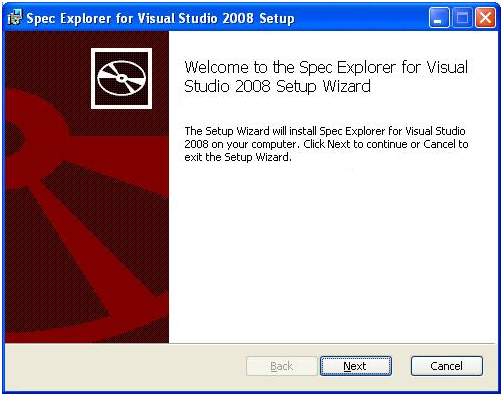 Spec Explorer for Visual Studio 2008 Setup
Welcome to the Spec Explorer for Visual
Studio 2008 Setup Wizard
The Setup Wizard will install Spec Explorer for Visual Studio
2008 on your computer. Click Next to continue or Cancel to
exit the Setup Wizard.
Back Next Cancel